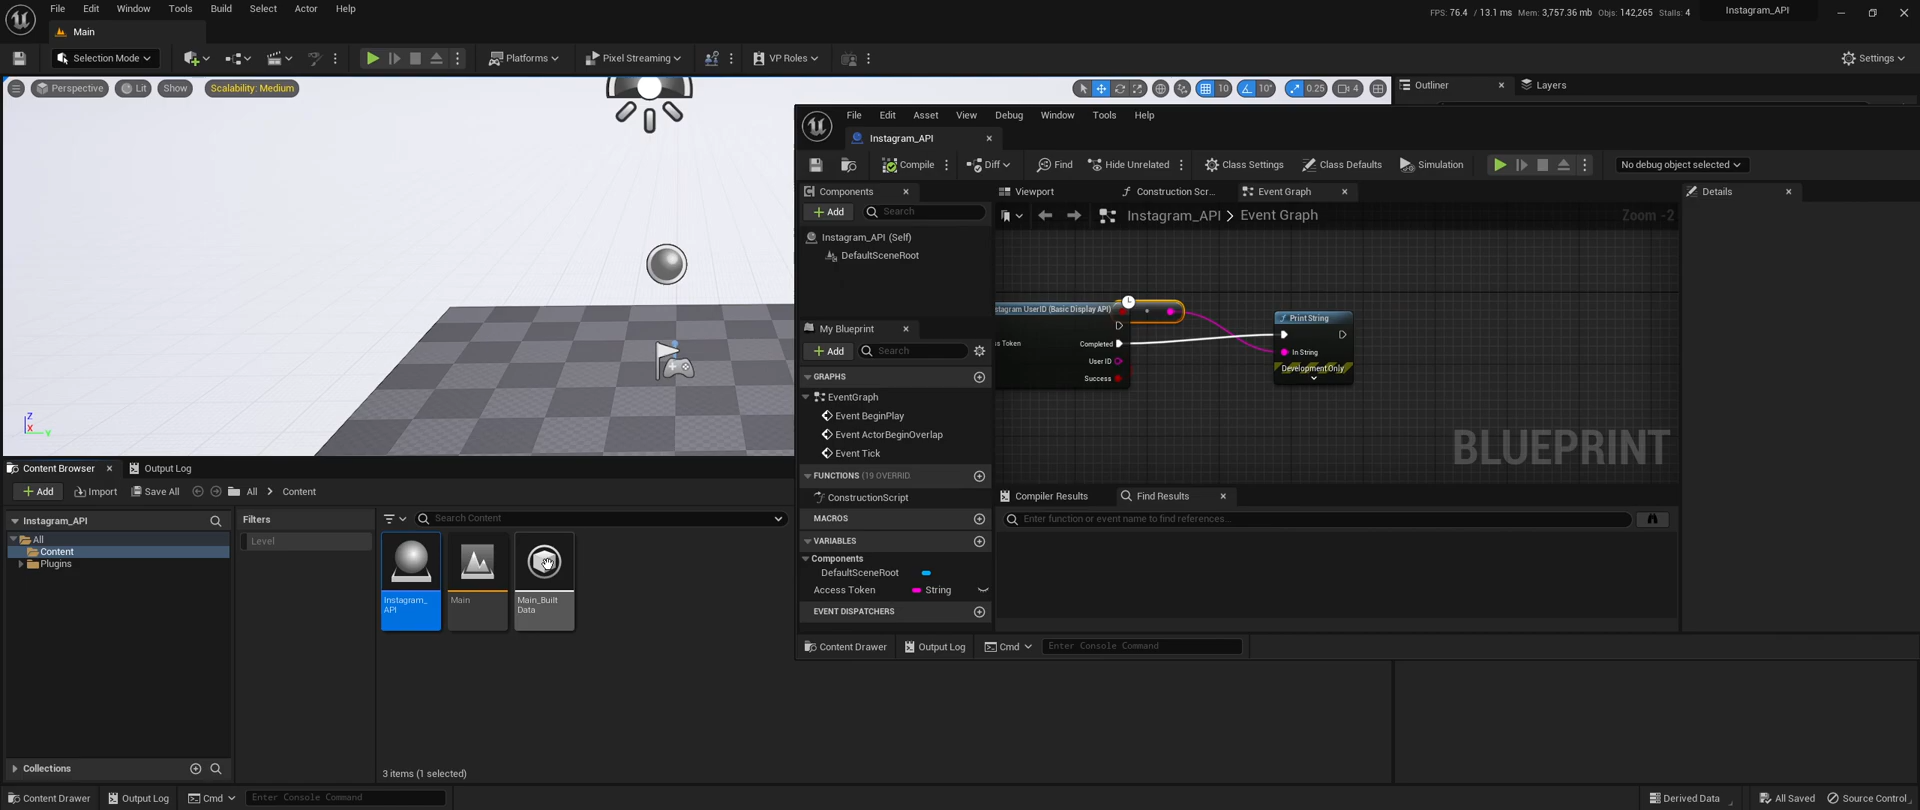 File Edit Window Tools Build Select Actor Help
FPS: 76.4 / 13.1 ms Mem: 3,757.36 mb Objs: 142,265 Stalls: 4
Instagram_API
Main
Selection Mode
Platforms
Pixel Streaming
VP Roles
Settings
Perspective
Lit
Show
Scalability: Medium
10
10°
0.25
4
Outliner
Layers
File Edit Asset View Debug Window Tools Help
Instagram_API
Compile
Diff
Find
Hide Unrelated
Class Settings
Class Defaults
Simulation
No debug object selected
Components
Viewport
Construction Scr...
Event Graph
Details
+ Add
Search
Instagram_API > Event Graph
Zoom -2
Instagram_API (Self)
DefaultSceneRoot
stagram UserID (Basic Display API)
ss Token
Completed
User ID
Success
Print String
In String
Development Only
BLUEPRINT
My Blueprint
+ Add
Search
GRAPHS
EventGraph
Event BeginPlay
Event ActorBeginOverlap
Event Tick
FUNCTIONS (19 OVERRID
ConstructionScript
MACROS
VARIABLES
Components
DefaultSceneRoot
Access Token
String
EVENT DISPATCHERS
Compiler Results
Find Results
Enter function or event name to find references...
Content Drawer
Output Log
Cmd
Enter Console Command
Z
X
Y
Content Browser
Output Log
+ Add
Import
Save All
All > Content
Instagram_API
Filters
Search Content
All
Content
Plugins
Level
Instagram_
API
Main
Main_Built
Data
Collections
3 items (1 selected)
Content Drawer
Output Log
Cmd
Enter Console Command
Derived Data
All Saved
Source Control